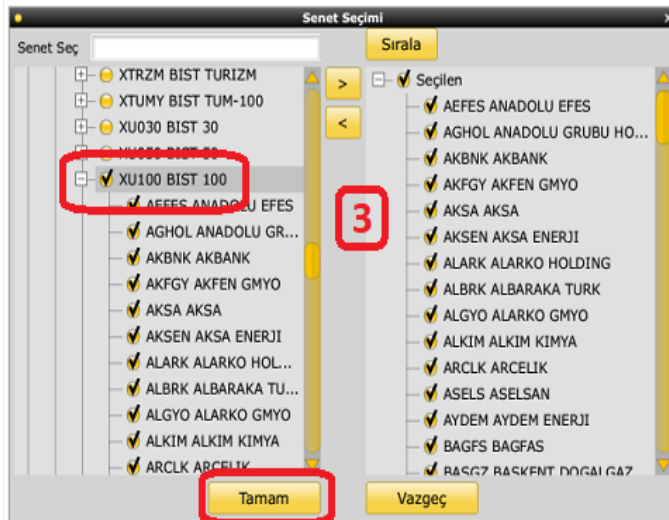 Senet Seçimi
Senet Seç
Sırala
XTRZM BIST TURIZM
XTUMY BIST TUM-100
XU030 BIST 30
XU050 BIST 50
XU100 BIST 100
AEFES ANADOLU EFES
AGHOL ANADOLU GR...
AKBNK AKBANK
AKFGY AKFEN GMYO
AKSA AKSA
AKSEN AKSA ENERJI
ALARK ALARKO HOL...
ALBRK ALBARAKA TU...
ALGYO ALARKO GMYO
ALKIM ALKIM KIMYA
ARCLK ARCELIK
>
<
3
Seçilen
AEFES ANADOLU EFES
AGHOL ANADOLU GRUBU HO...
AKBNK AKBANK
AKFGY AKFEN GMYO
AKSA AKSA
AKSEN AKSA ENERJI
ALARK ALARKO HOLDING
ALBRK ALBARAKA TURK
ALGYO ALARKO GMYO
ALKIM ALKIM KIMYA
ARCLK ARCELIK
ASELS ASELSAN
AYDEM AYDEM ENERJI
BAGFS BAGFAS
BASGZ BASKENT DOGALGAZ
Tamam
Vazgeç